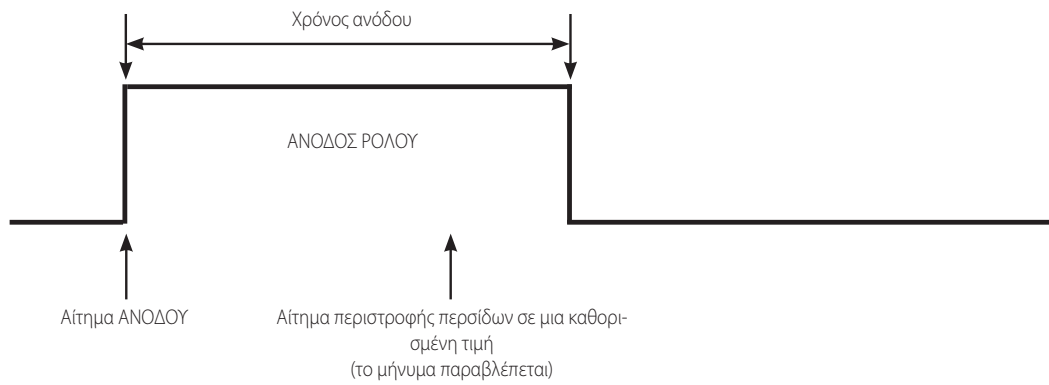 Χρόνος ανόδου
ΑΝΟΔΟΣ ΡΟΛΟΥ
Αίτημα ΑΝΟΔΟΥ
Αίτημα περιστροφής περσίδων σε μια καθορι-
σμένη τιμή
(το μήνυμα παραβλέπεται)